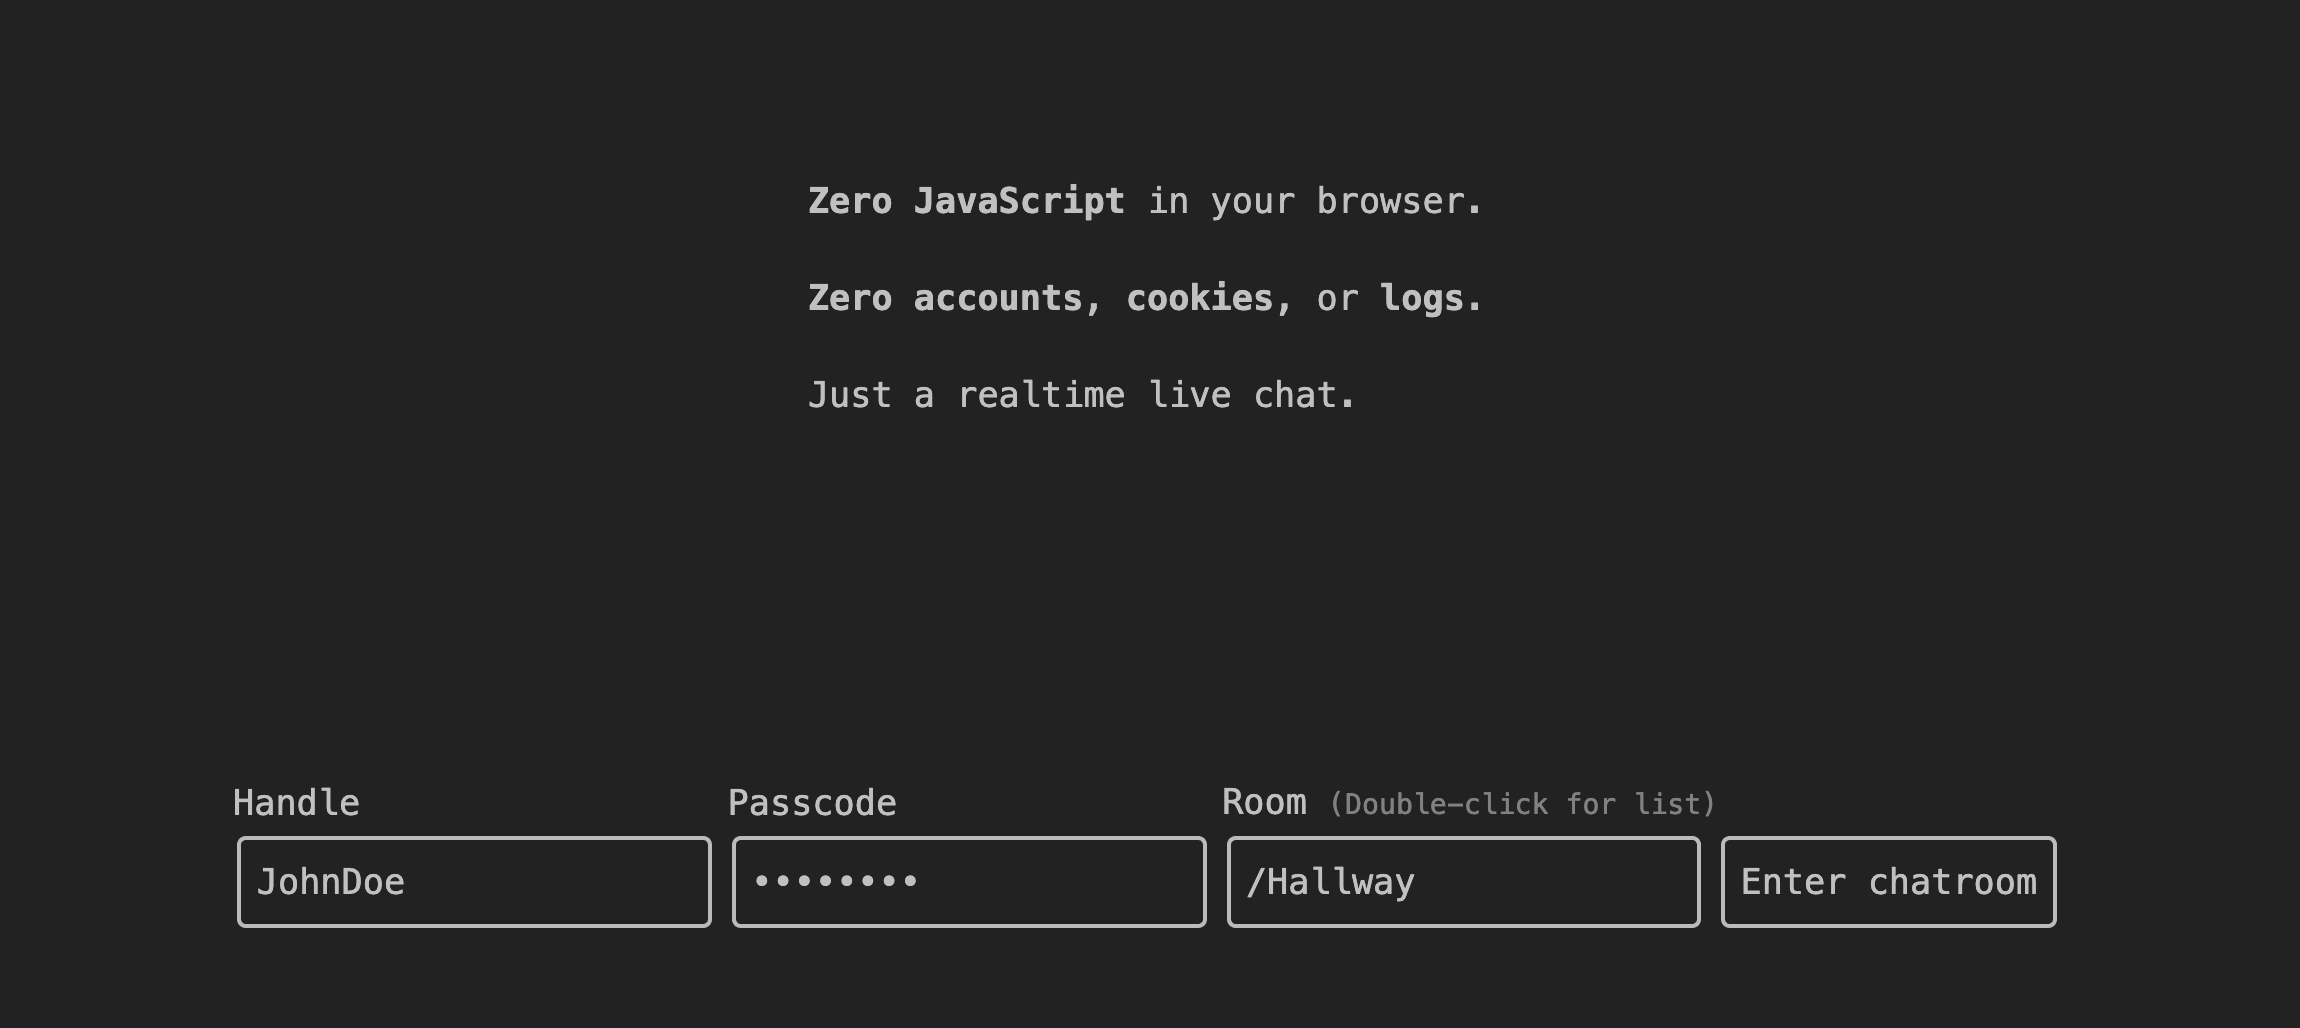 Zero JavaScript in your browser.
Zero accounts, cookies, or logs.
Just a realtime live chat.
Handle
Passcode
Room (Double-click for list)
JohnDoe
••••••••
/Hallway
Enter chatroom